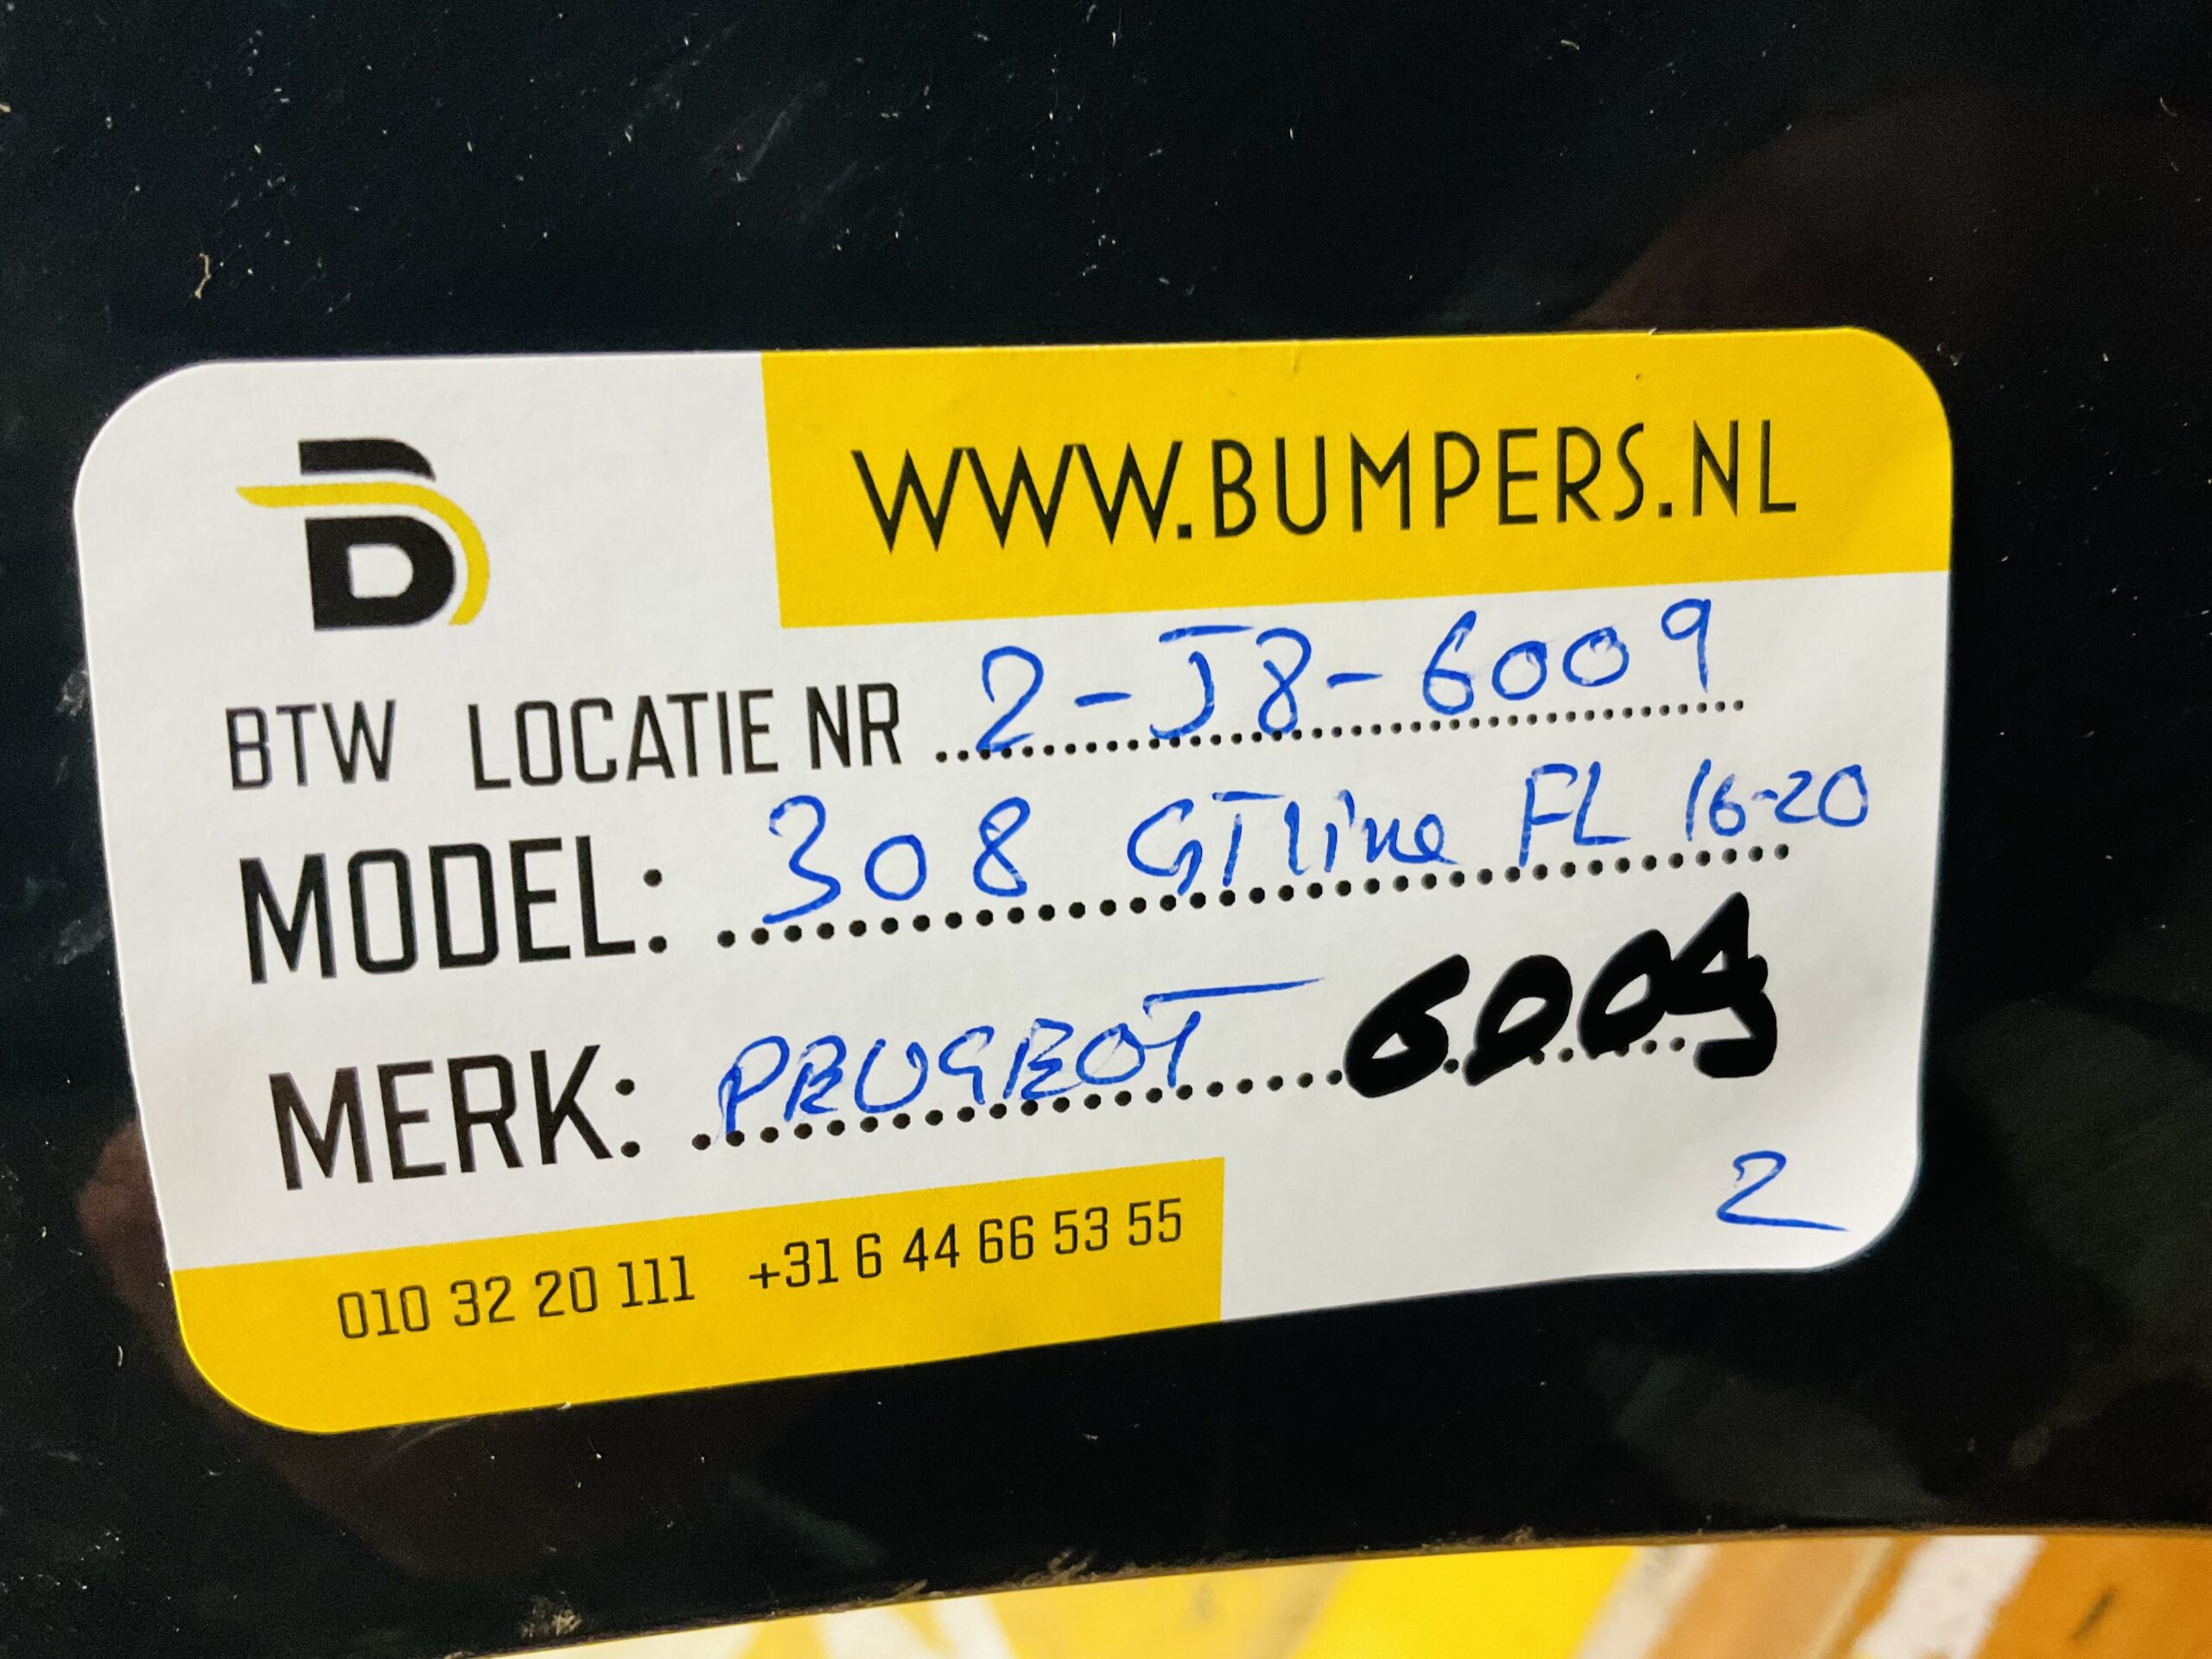 B
WWW.BUMPERS.NL
BTW LOCATIE NR 2-J8-6009
MODEL: 308 GTline FL 16-20
MERK: PEUGEOT 6009
2
010 32 20 111 +31 6 44 66 53 55